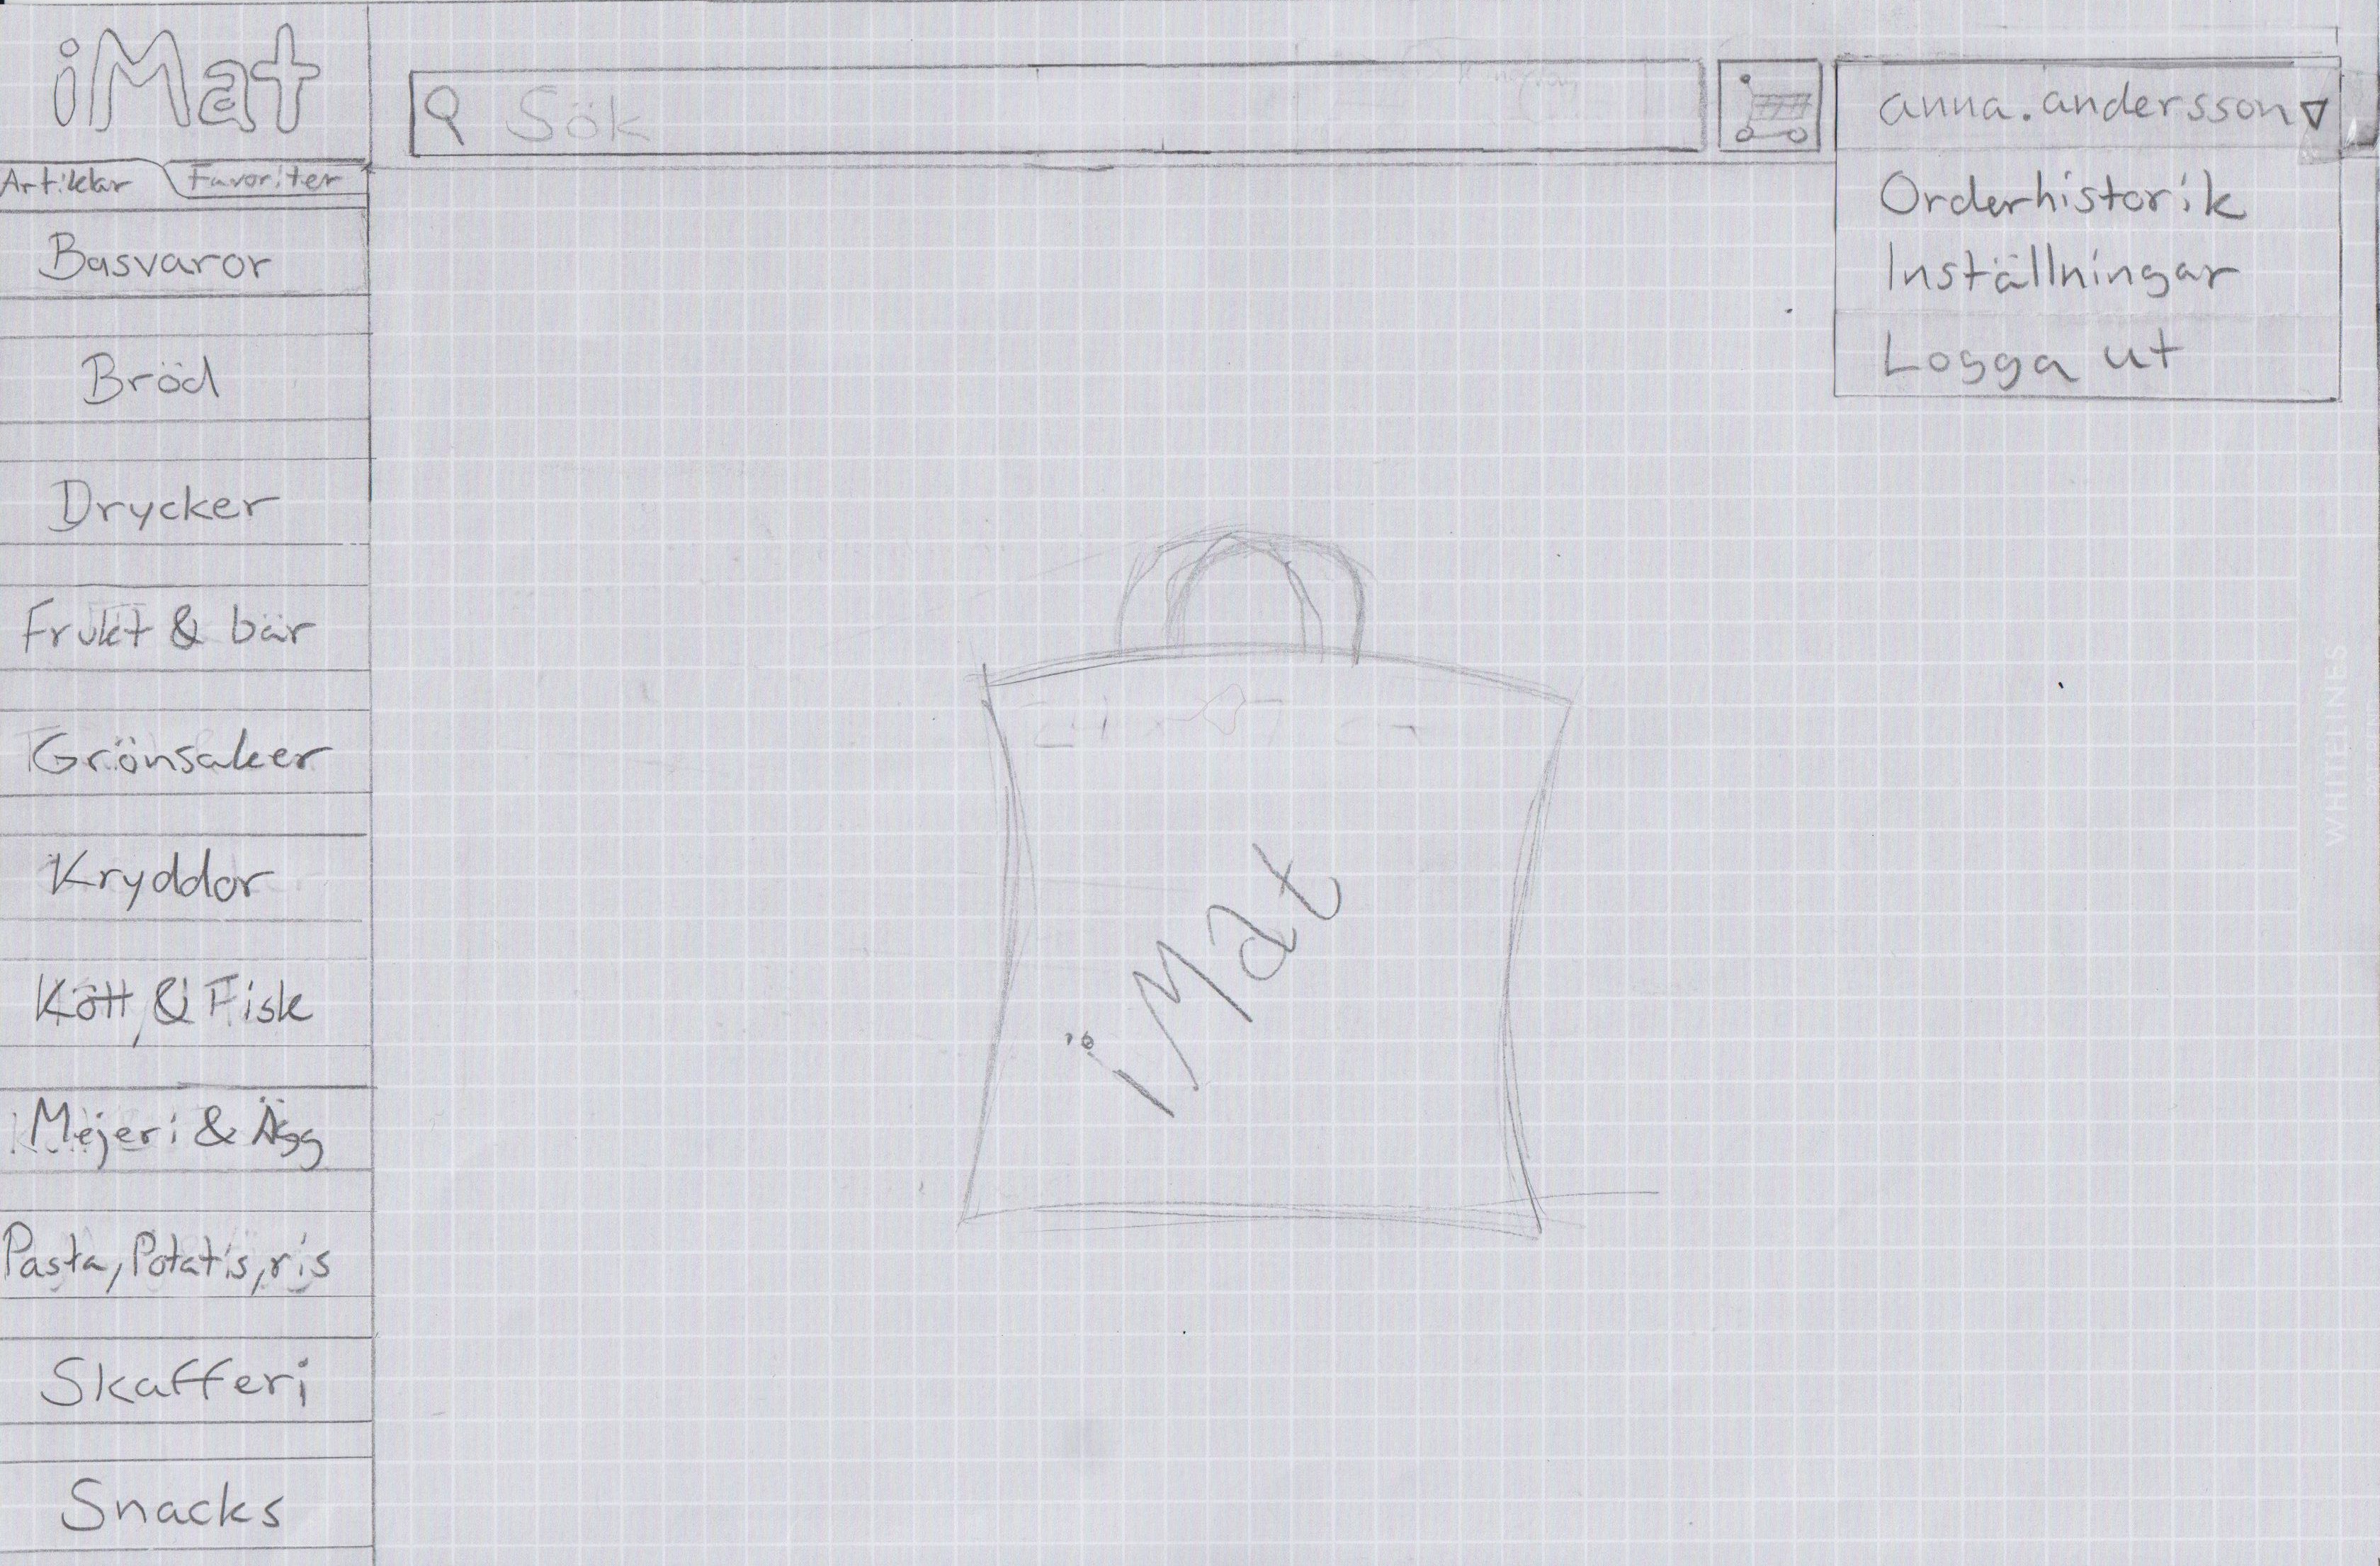 iMat
Sök
anna.andersson
Orderhistorik
Inställningar
Logga ut
Artiklar
Favoriter
Basvaror
Bröd
Drycker
Frukt & bär
Grönsaker
Kryddor
Kött & Fisk
Mejeri & Ägg
Pasta, Potatis, ris
Skafferi
Snacks
iMat
WHITELINES